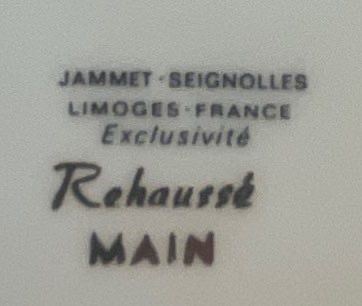 JAMMET - SEIGNOLLES
LIMOGES - FRANCE
Exclusivité
Rehaussé
MAIN